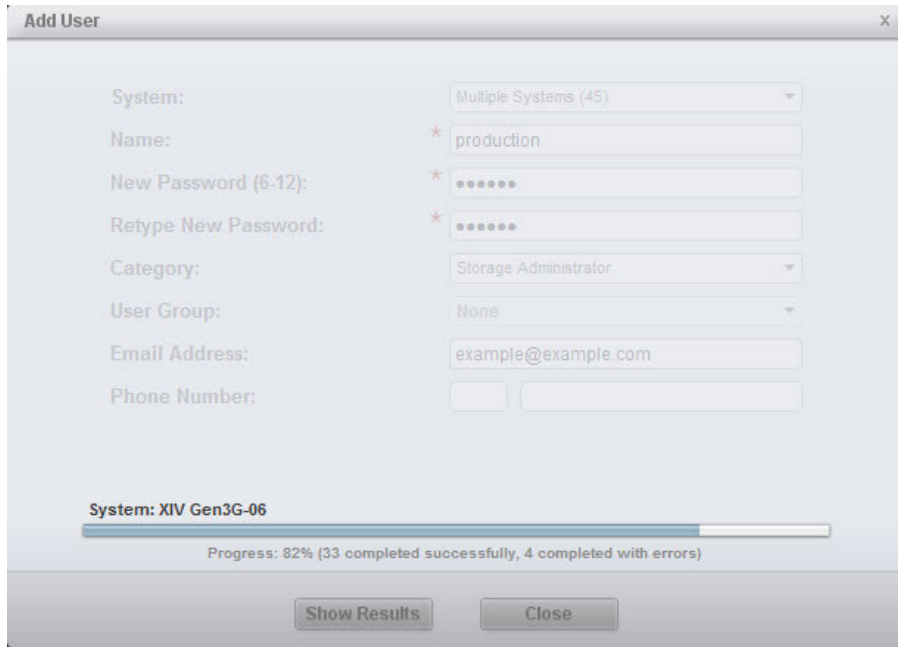 Add User x
System: Multiple Systems (45)
Name: * production
New Password (6-12): * ●●●●●●
Retype New Password: * ●●●●●●
Category: Storage Administrator
User Group: None
Email Address: example@example.com
Phone Number:
System: XIV Gen3G-06
Progress: 82% (33 completed successfully, 4 completed with errors)
Show Results Close